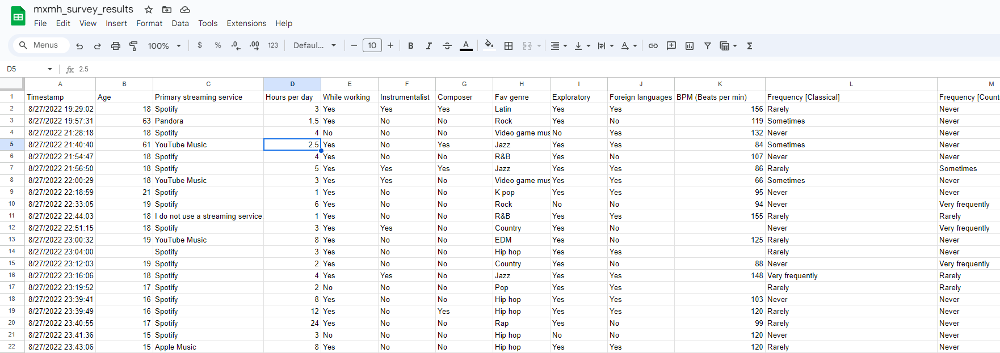 mxmh_survey_results
File Edit View Insert Format Data Tools Extensions Help
Menus 100% $ % .0 .00 123 Defaul... 10 B I A A Σ
D5 fx 2.5
A B C D E F G H I J K L M
1 Timestamp Age Primary streaming service Hours per day While working Instrumentalist Composer Fav genre Exploratory Foreign languages BPM (Beats per min) Frequency [Classical] Frequency [Count
2 8/27/2022 19:29:02 18 Spotify 3 Yes Yes Yes Latin Yes Yes 156 Rarely Never
3 8/27/2022 19:57:31 63 Pandora 1.5 Yes No No Rock Yes No 119 Sometimes Never
4 8/27/2022 21:28:18 18 Spotify 4 No No No Video game mus No Yes 132 Never Never
5 8/27/2022 21:40:40 61 YouTube Music 2.5 Yes No Yes Jazz Yes Yes 84 Sometimes Never
6 8/27/2022 21:54:47 18 Spotify 4 Yes No No R&B Yes No 107 Never Never
7 8/27/2022 21:56:50 18 Spotify 5 Yes Yes Yes Jazz Yes Yes 86 Rarely Sometimes
8 8/27/2022 22:00:29 18 YouTube Music 3 Yes Yes No Video game mus Yes Yes 66 Sometimes Never
9 8/27/2022 22:18:59 21 Spotify 1 Yes No No K pop Yes Yes 95 Never Never
10 8/27/2022 22:33:05 19 Spotify 6 Yes No No Rock No No 94 Never Very frequently
11 8/27/2022 22:44:03 18 I do not use a streaming service. 1 Yes No No R&B Yes Yes 155 Rarely Rarely
12 8/27/2022 22:51:15 18 Spotify 3 Yes Yes No Country Yes No Never Very frequently
13 8/27/2022 23:00:32 19 YouTube Music 8 Yes No No EDM Yes No 125 Rarely Never
14 8/27/2022 23:04:00 Spotify 3 Yes No No Hip hop Yes Yes Rarely Never
15 8/27/2022 23:12:03 19 Spotify 2 Yes No No Country Yes No 88 Never Very frequently
16 8/27/2022 23:16:06 18 Spotify 4 Yes Yes No Jazz Yes Yes 148 Very frequently Rarely
17 8/27/2022 23:19:52 17 Spotify 2 No No No Pop Yes Yes Rarely Rarely
18 8/27/2022 23:39:41 16 Spotify 8 Yes No No Hip hop Yes Yes 103 Never Never
19 8/27/2022 23:39:49 16 Spotify 12 Yes No Yes Hip hop Yes Yes 120 Rarely Never
20 8/27/2022 23:40:55 17 Spotify 24 Yes No No Rap Yes No 99 Rarely Never
21 8/27/2022 23:41:36 15 Spotify 3 No No No Hip hop No No 120 Never Never
22 8/27/2022 23:43:06 15 Apple Music 8 Yes No No Hip hop Yes Yes 120 Rarely Never